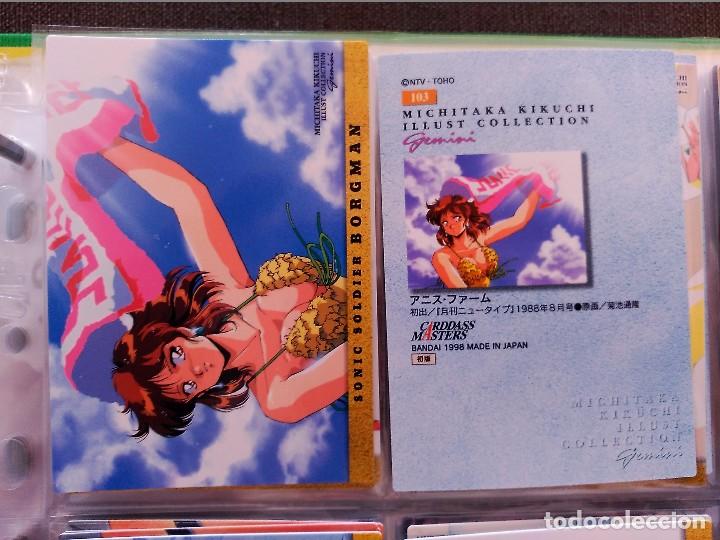 MICHITAKA KIKUCHI
ILLUST COLLECTION
Gemini
SONIC SOLDIER BORGMAN
©NTV・TOHO
103
MICHITAKA KIKUCHI
ILLUST COLLECTION
Gemini
アニス・ファーム
初出/『月刊ニュータイプ』1988年8月号●原画/菊池通隆
CARDDASS
MASTERS
BANDAI 1998 MADE IN JAPAN
初版
MICHITAKA
KIKUCHI
ILLUST
COLLECTION
Gemini
todocoleccion.net